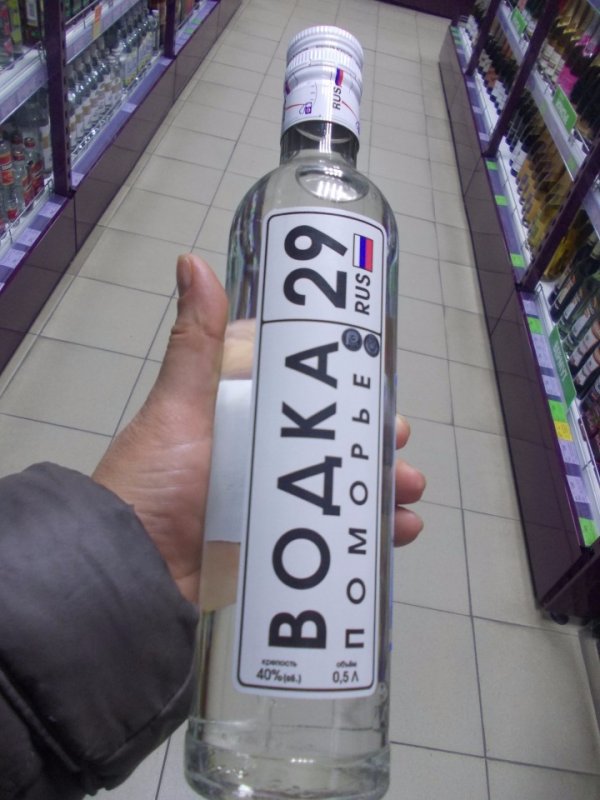 RUS
ВОДКА 29
RUS
ПОМОРЬЕ
крепость
40%(об.)
объём
0,5 Л